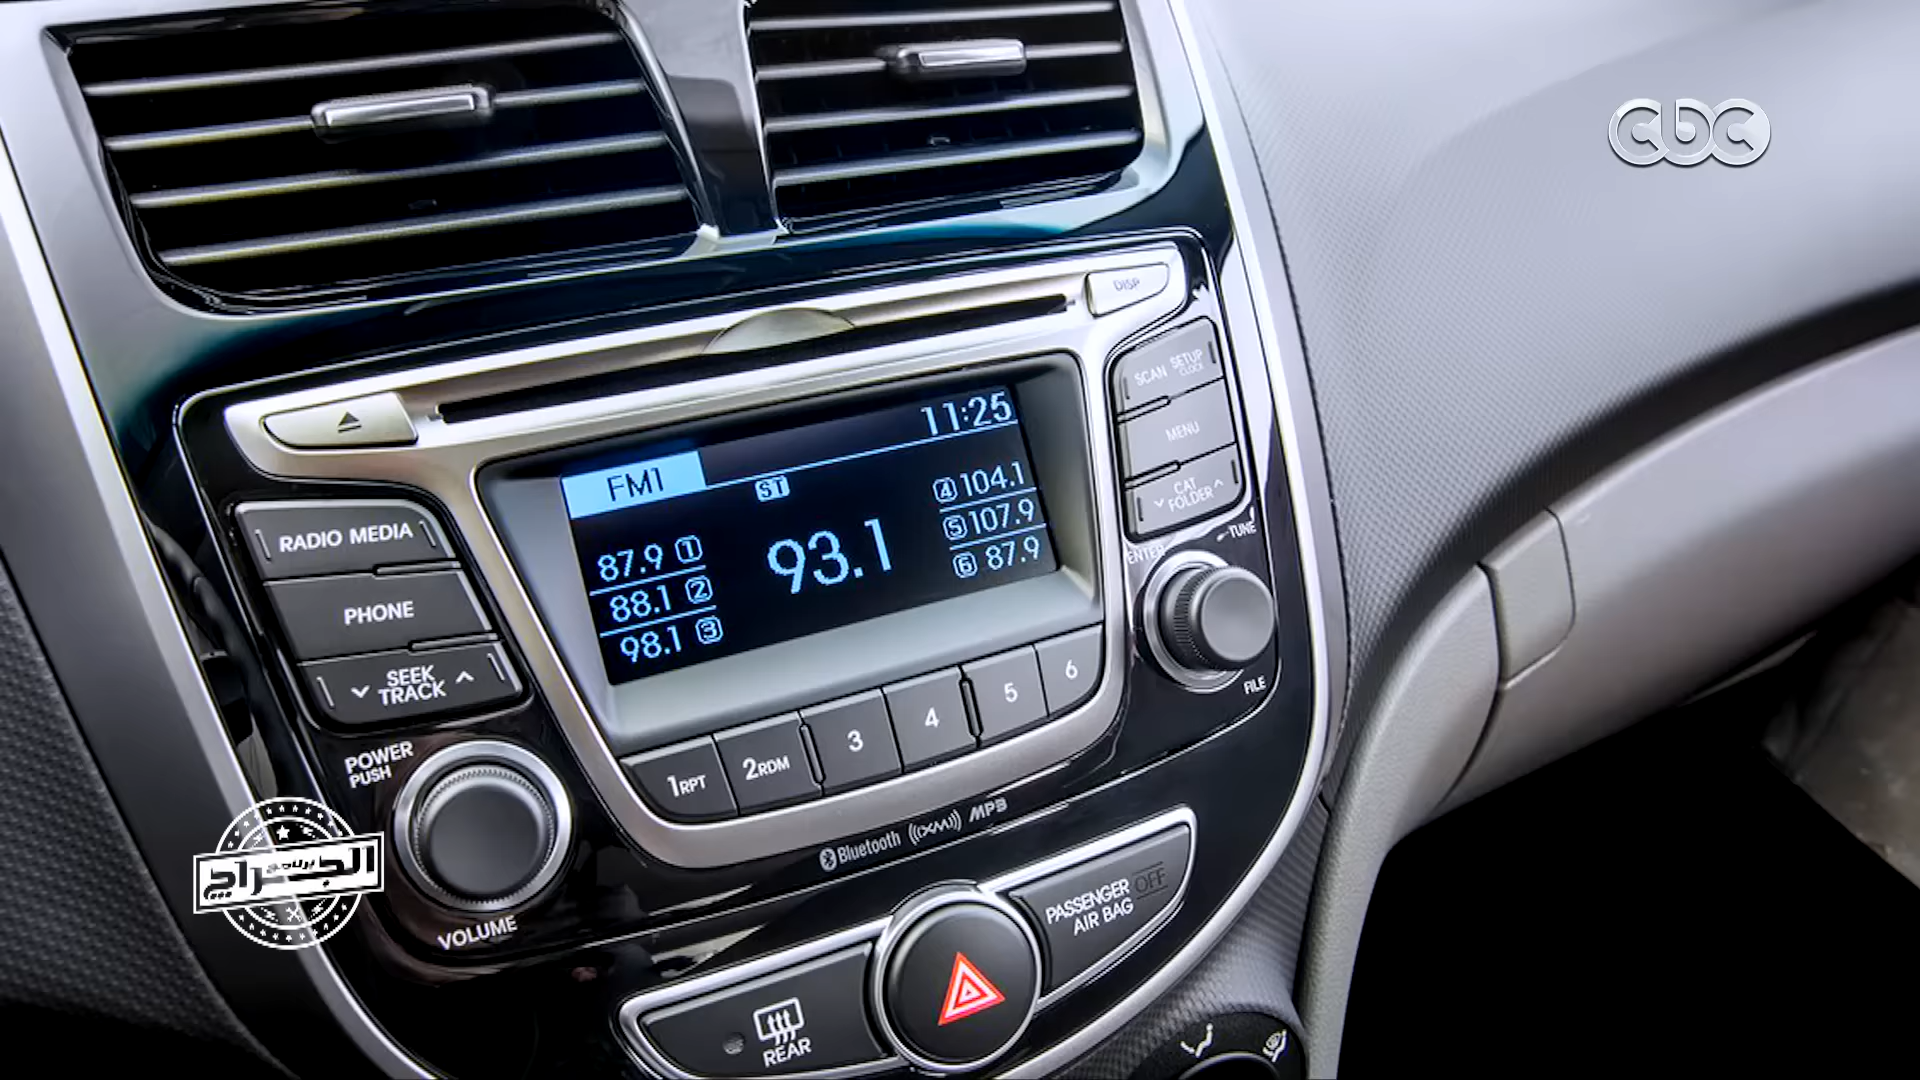 cbc
DISP
SCAN
SETUP
CLOCK
MENU
CAT
FOLDER
TUNE
ENTER
FILE
11:25
FM1
ST
93.1
87.9 1
88.1 2
98.1 3
4 104.1
5 107.9
6 87.9
RADIO MEDIA
PHONE
SEEK
TRACK
1RPT
2RDM
3
4
5
6
POWER
PUSH
VOLUME
Bluetooth ((XM)) MP3
PASSENGER OFF
AIR BAG
REAR
برنامج
الجراج